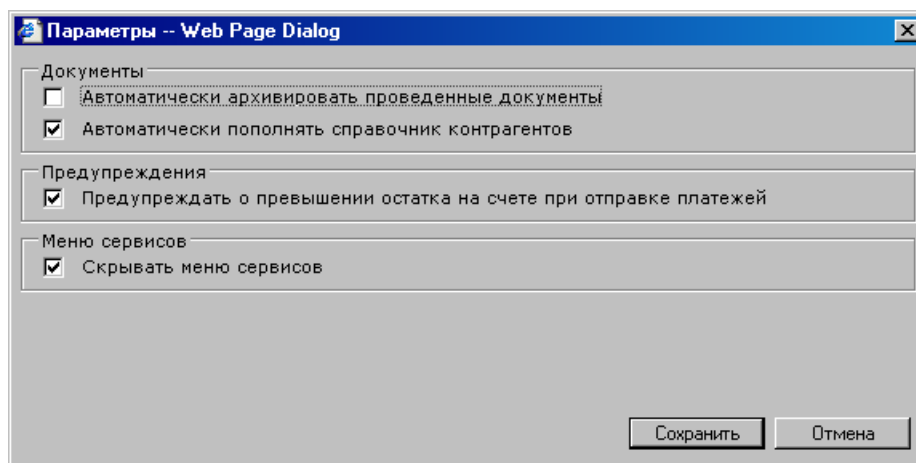 Параметры -- Web Page Dialog
Документы
Автоматически архивировать проведенные документы
Автоматически пополнять справочник контрагентов
Предупреждения
Предупреждать о превышении остатка на счете при отправке платежей
Меню сервисов
Скрывать меню сервисов
Сохранить Отмена